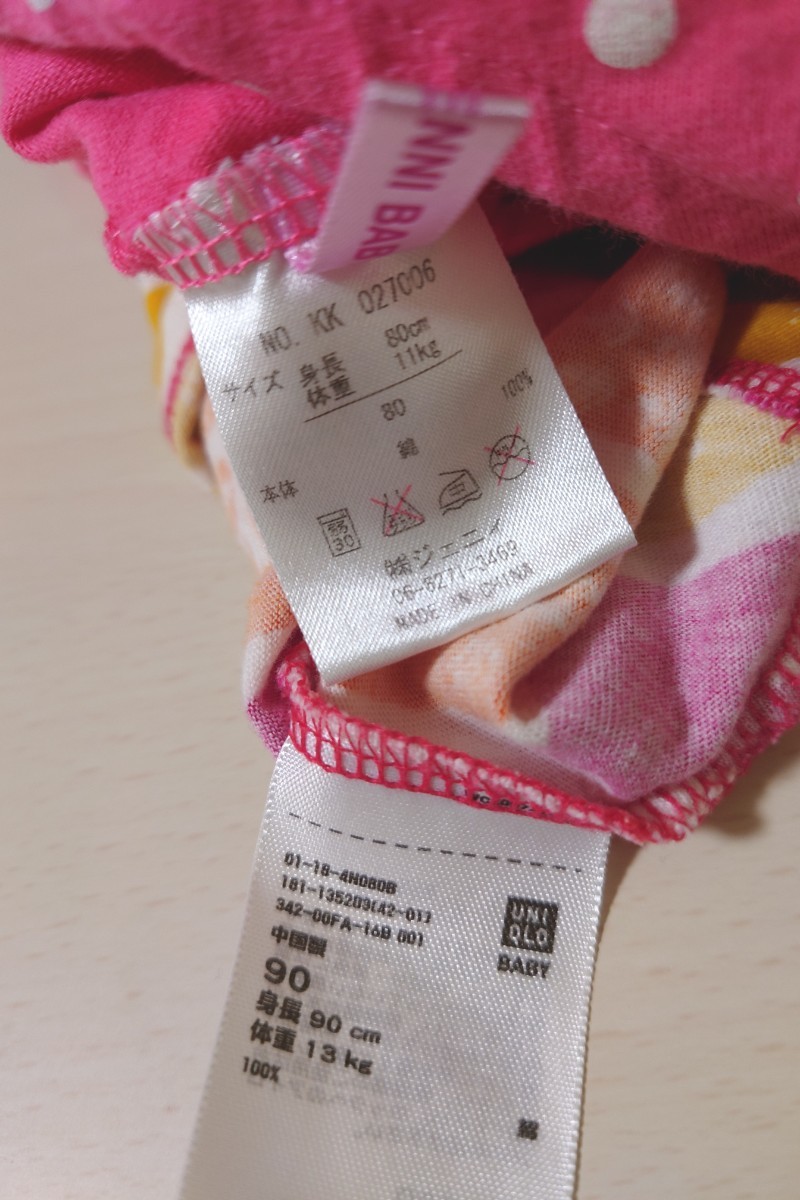 NNI BAB
NO. KK 027006
サイズ 身長 80cm
体重 11kg
80
綿 100%
本体
30
㈱ジェニイ
06-6271-3469
MADE IN CHINA
01-18-4N080B
181-135209(42-01)
342-00FA-16B 001
中国製
UNI
QLO
BABY
90
身長 90 cm
体重 13 kg
100%
綿